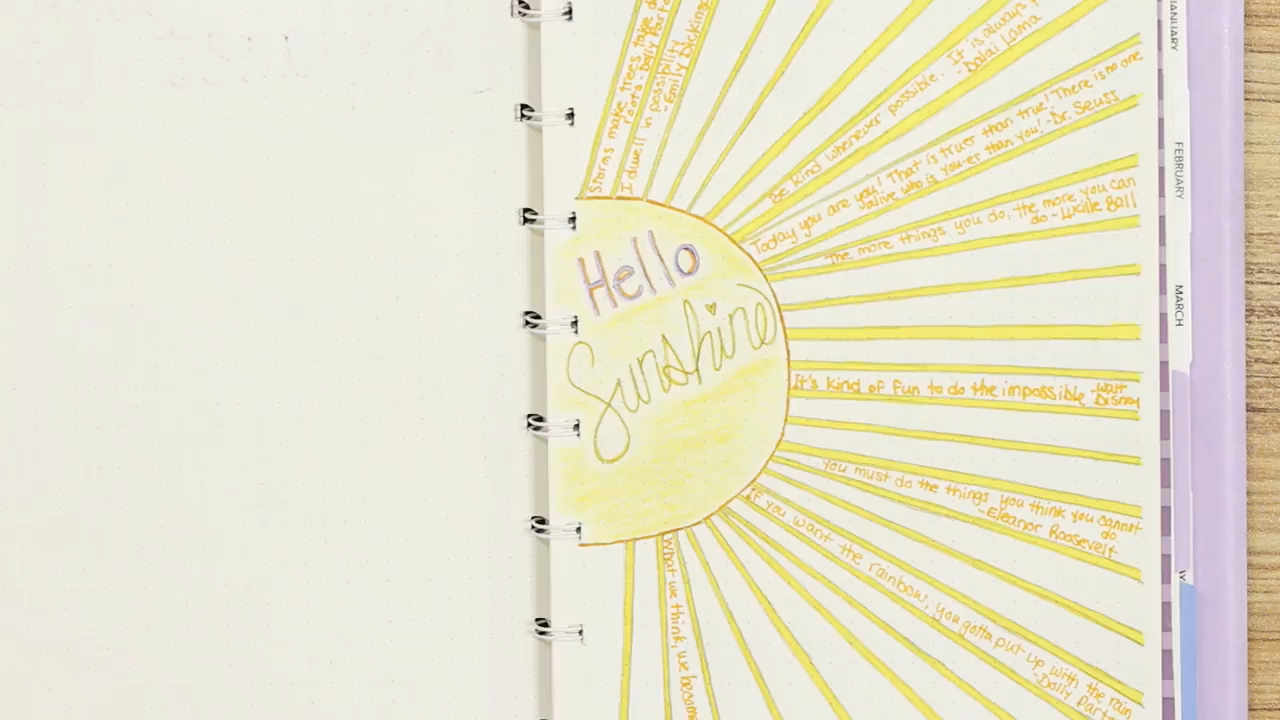 Storms make trees take
roots - Dolly
I dwell in possibility
-Emily Dickins
Be kind whenever possible. It is always
-Dalai Lama
Today you are you! That is truer than true! There is no one
alive who is you-er than you! -Dr. Seuss
The more things you do, the more you can
do - Lucille Ball
Hello
Sunshine
It's kind of fun to do the impossible -Walt
Disney
You must do the things you think you cannot
do
-Eleanor Roosevelt
If you want the rainbow, you gotta put up with the rain
-Dolly Par
What we think, we become
JANUARY
FEBRUARY
MARCH
Y